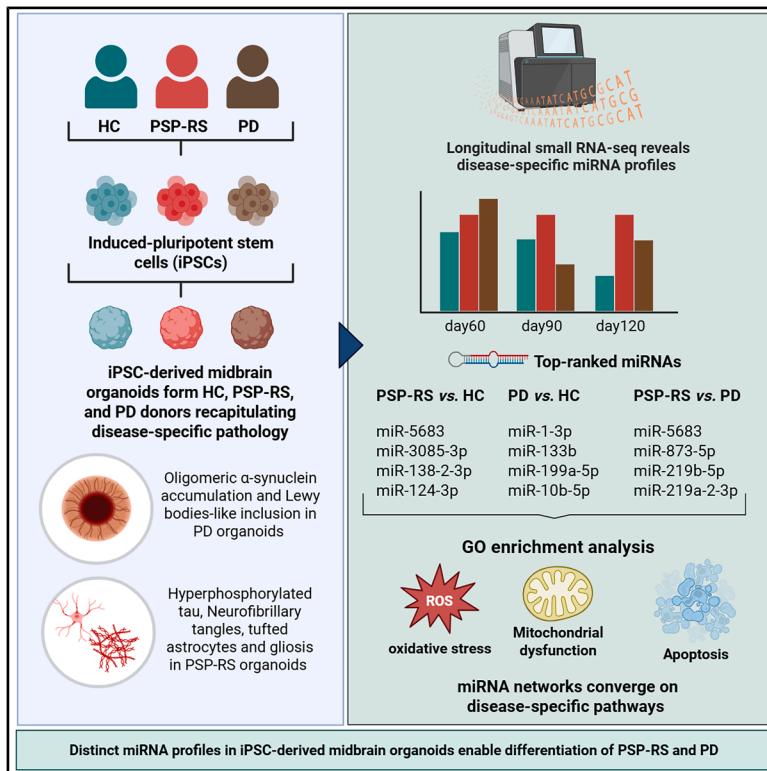 HC PSP-RS PD
Induced-pluripotent stem
cells (iPSCs)
iPSC-derived midbrain
organoids form HC, PSP-RS,
and PD donors recapitulating
disease-specific pathology
Oligomeric α-synuclein
accumulation and Lewy
bodies-like inclusion in
PD organoids
Hyperphosphorylated
tau, Neurofibrillary
tangles, tufted
astrocytes and gliosis
in PSP-RS organoids
Longitudinal small RNA-seq reveals
disease-specific miRNA profiles
day60 day90 day120
Top-ranked miRNAs
PSP-RS vs. HC PD vs. HC PSP-RS vs. PD
miR-5683 miR-1-3p miR-5683
miR-3085-3p miR-133b miR-873-5p
miR-138-2-3p miR-199a-5p miR-219b-5p
miR-124-3p miR-10b-5p miR-219a-2-3p
GO enrichment analysis
ROS
oxidative stress
Mitochondrial
dysfunction
Apoptosis
miRNA networks converge on
disease-specific pathways
Distinct miRNA profiles in iPSC-derived midbrain organoids enable differentiation of PSP-RS and PD